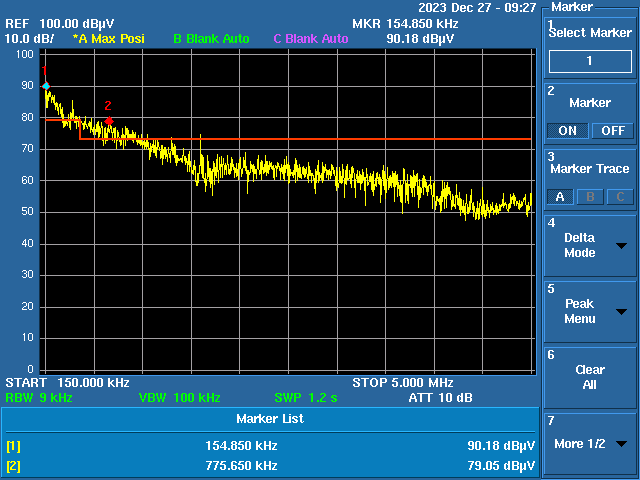 2023 Dec 27 - 09:27
REF 100.00 dBµV
MKR 154.850 kHz
10.0 dB/ *A Max Posi B Blank Auto C Blank Auto 90.18 dBµV
100
90
80
70
60
50
40
30
20
10
0
1
2
START 150.000 kHz
STOP 5.000 MHz
RBW 9 kHz VBW 100 kHz SWP 1.2 s ATT 10 dB
Marker List
[1] 154.850 kHz 90.18 dBµV
[2] 775.650 kHz 79.05 dBµV
Marker
1
Select Marker
1
2
Marker
ON OFF
3
Marker Trace
A B C
4
Delta
Mode
5
Peak
Menu
6
Clear
All
7
More 1/2